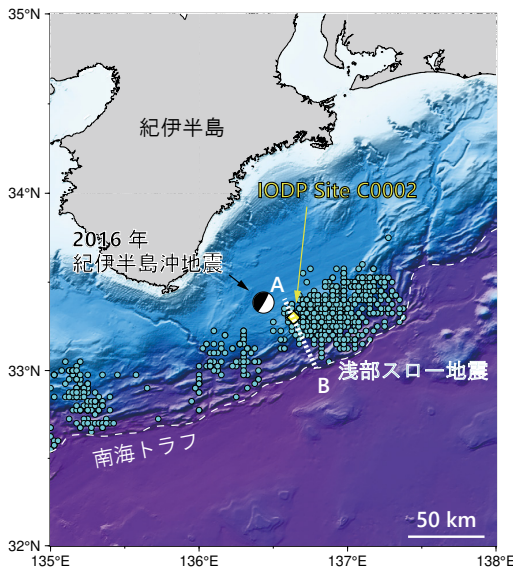 35°N
紀伊半島
34°N
IODP Site C0002
2016 年
紀伊半島沖地震
A
33°N
浅部スロー地震
B
南海トラフ
50 km
32°N
135°E
136°E
137°E
138°E